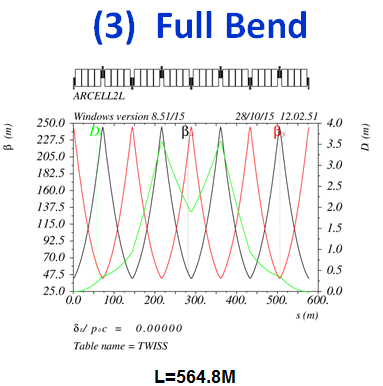 (3) Full Bend
ARCELL2L
Windows version 8.51/15 28/10/15 12.02.51
β (m)
250.0
227.5
205.0
182.5
160.0
137.5
115.0
92.5
70.0
47.5
25.0
D βx βy
D (m)
4.0
3.5
3.0
2.5
2.0
1.5
1.0
0.5
0.0
0.0 100. 200. 300. 400. 500. 600.
s (m)
δε/ p0c = 0.00000
Table name = TWISS
L=564.8M